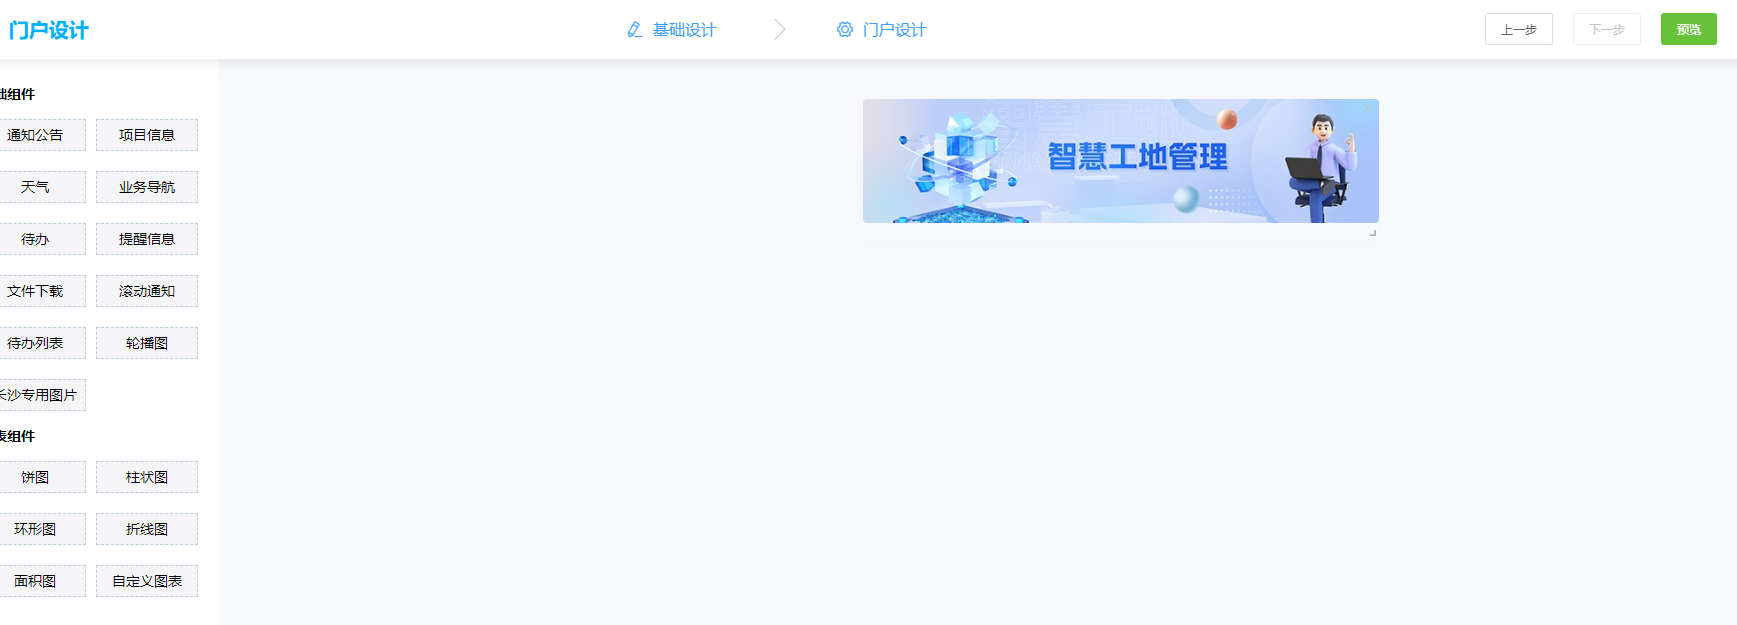 门户设计
基础设计
门户设计
上一步
下一步
预览
础组件
通知公告
项目信息
天气
业务导航
待办
提醒信息
文件下载
滚动通知
待办列表
轮播图
长沙专用图片
表组件
饼图
柱状图
环形图
折线图
面积图
自定义图表
智慧工地管理